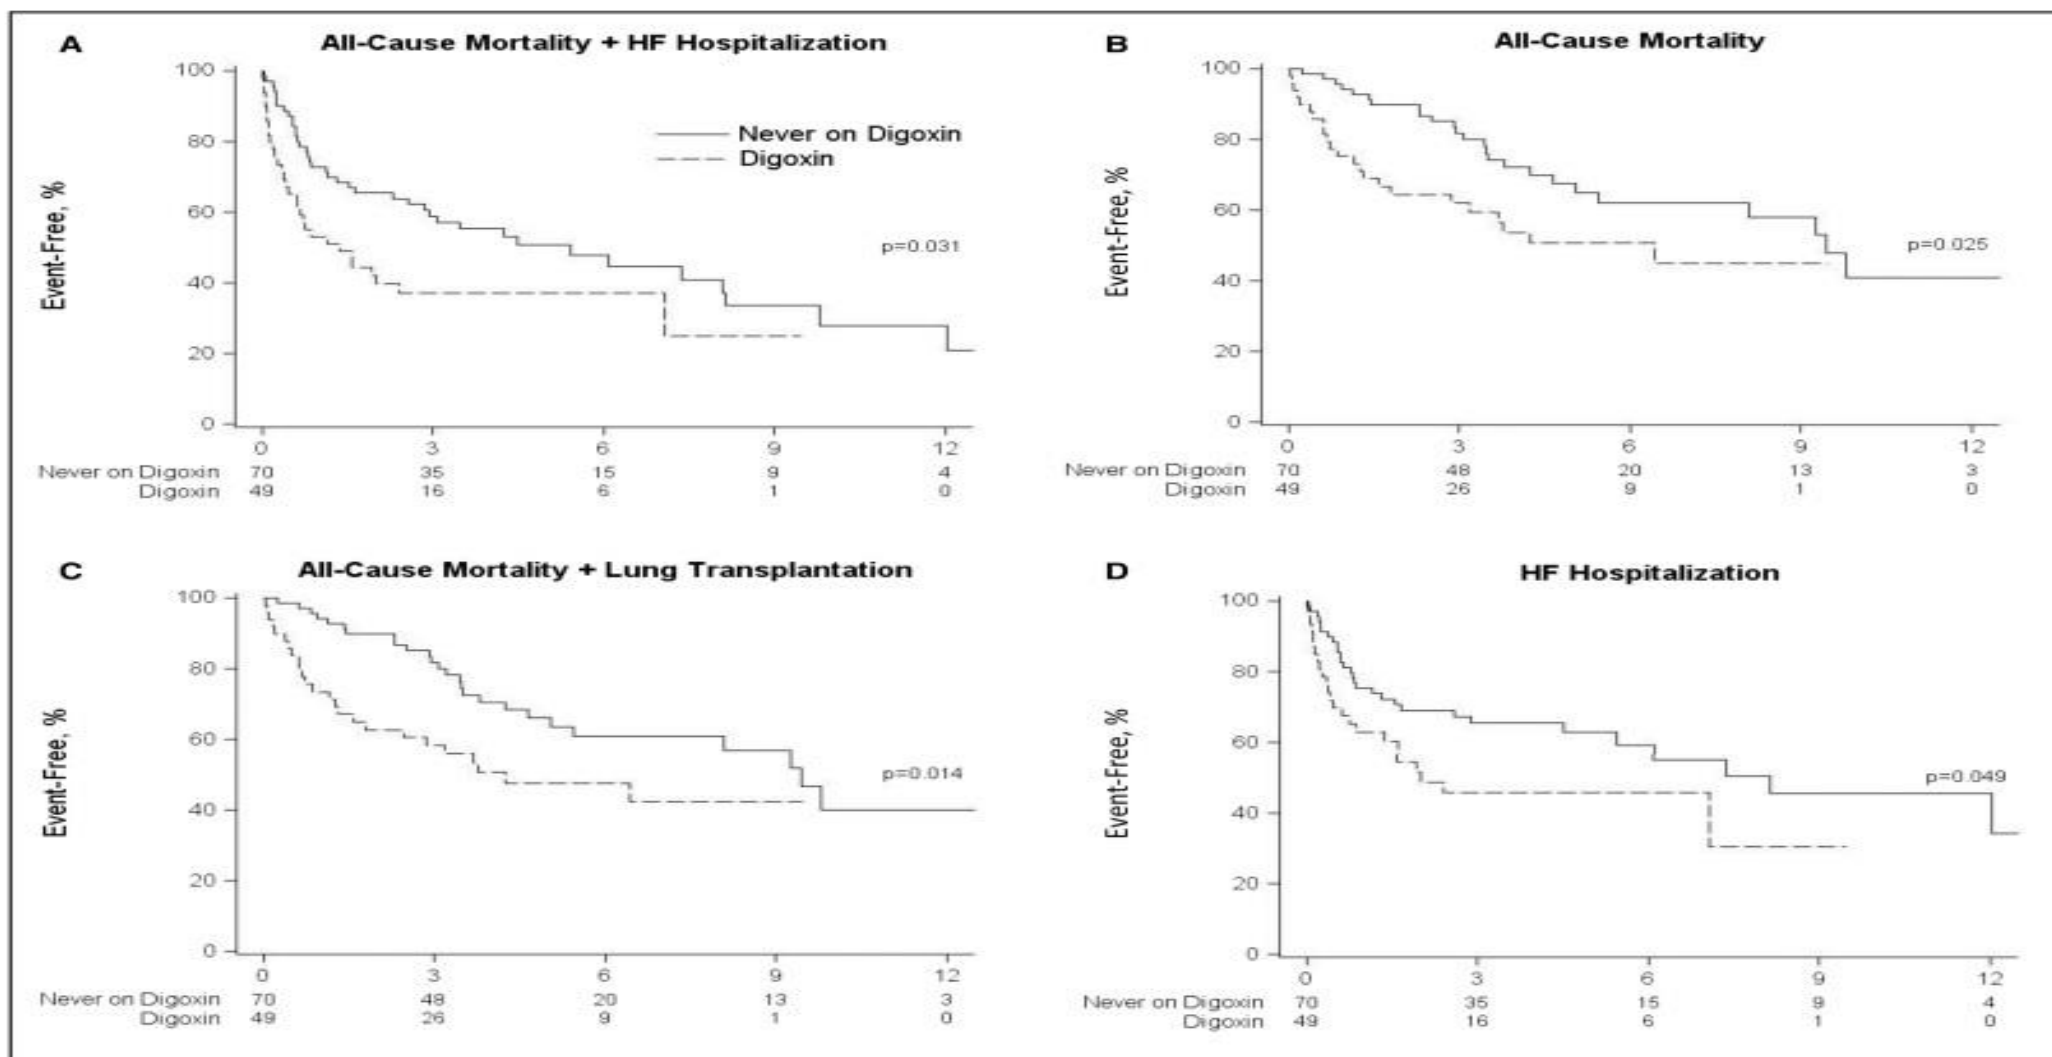 A
All-Cause Mortality + HF Hospitalization
Event-Free, %
100
80
60
40
20
0
Never on Digoxin
Digoxin
p=0.031
0 3 6 9 12
Never on Digoxin 70 35 15 9 4
Digoxin 49 16 6 1 0
B
All-Cause Mortality
Event-Free, %
100
80
60
40
20
0
p=0.025
0 3 6 9 12
Never on Digoxin 70 48 20 13 3
Digoxin 49 26 9 1 0
C
All-Cause Mortality + Lung Transplantation
Event-Free, %
100
80
60
40
20
0
p=0.014
0 3 6 9 12
Never on Digoxin 70 48 20 13 3
Digoxin 49 26 9 1 0
D
HF Hospitalization
Event-Free, %
100
80
60
40
20
0
p=0.049
0 3 6 9 12
Never on Digoxin 70 35 15 9 4
Digoxin 49 16 6 1 0